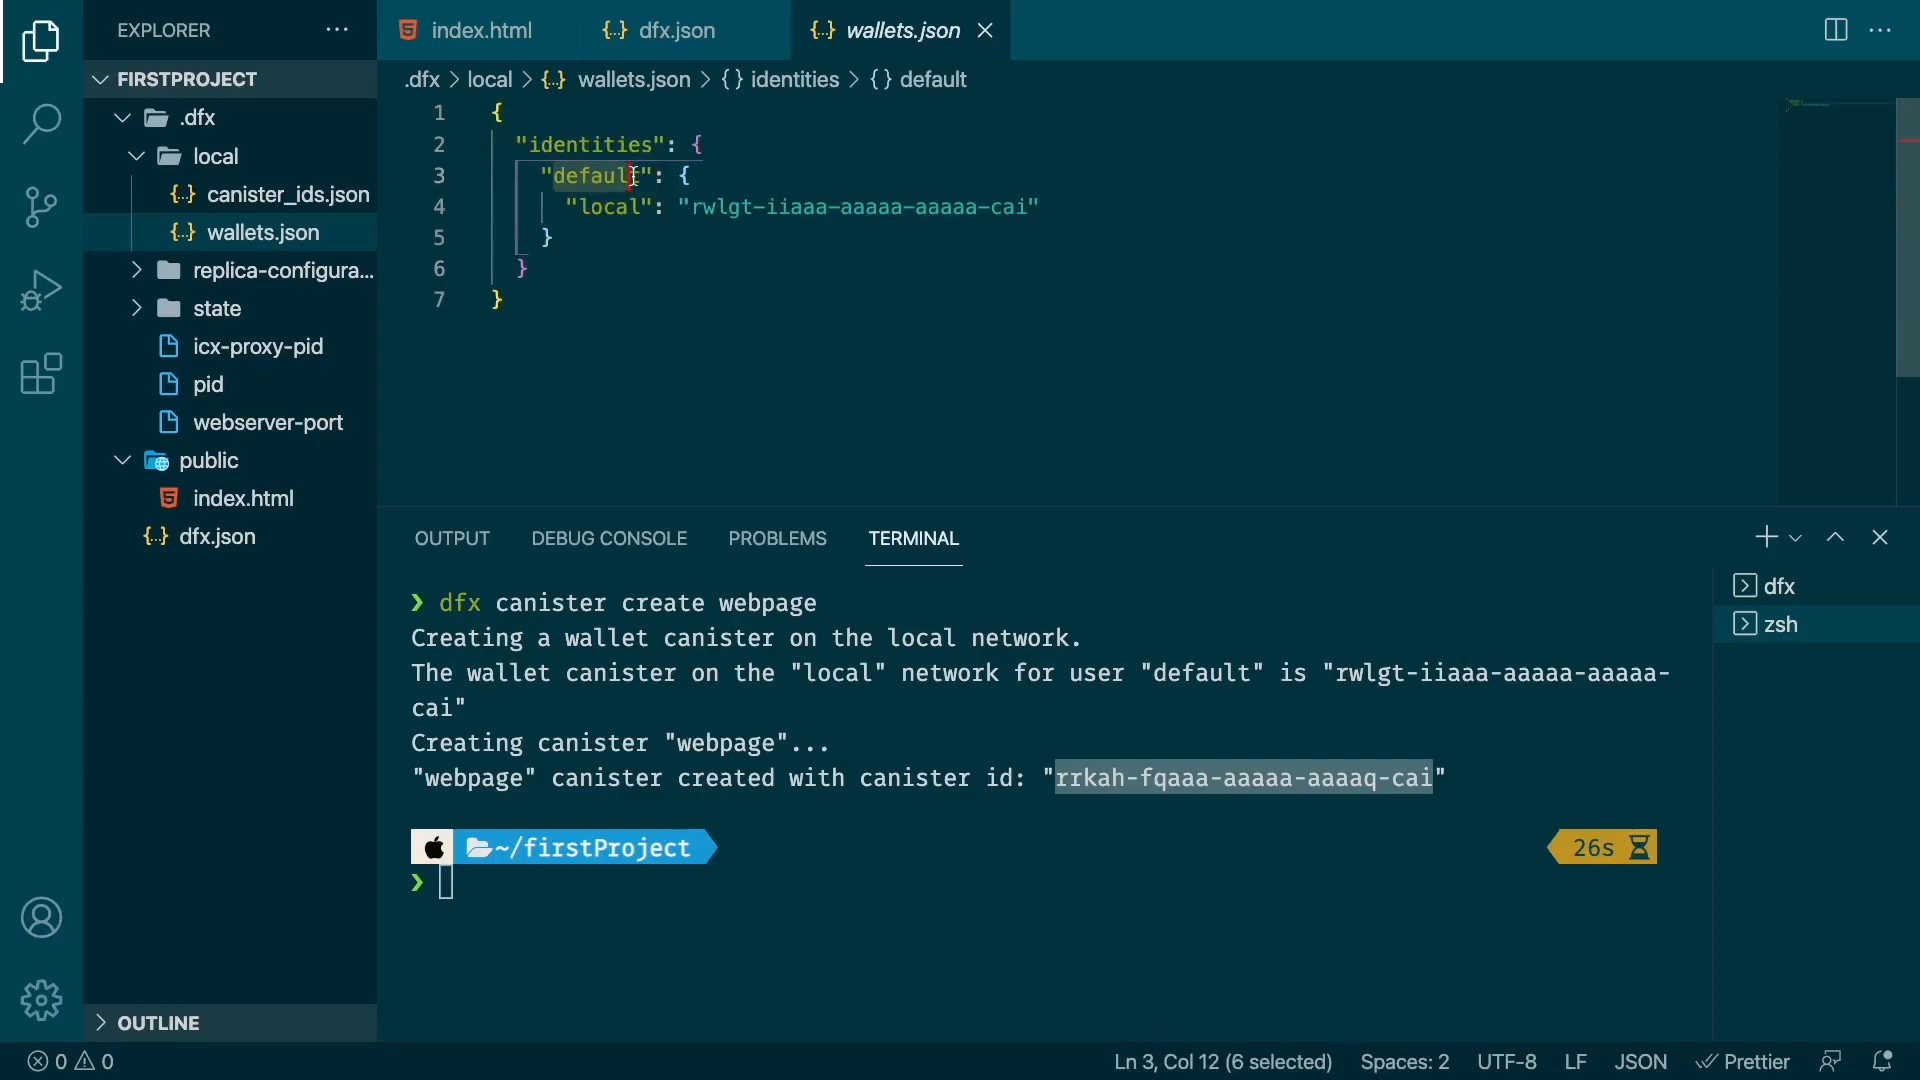 EXPLORER
FIRSTPROJECT
.dfx
local
canister_ids.json
wallets.json
replica-configura...
state
icx-proxy-pid
pid
webserver-port
public
index.html
dfx.json
OUTLINE
index.html
dfx.json
wallets.json
.dfx > local > {..} wallets.json > {} identities > {} default
1 {
2 "identities": {
3 "default": {
4 "local": "rwlgt-iiaaa-aaaaa-aaaaa-cai"
5 }
6 }
7 }
OUTPUT DEBUG CONSOLE PROBLEMS TERMINAL
dfx
zsh
❯ dfx canister create webpage
Creating a wallet canister on the local network.
The wallet canister on the "local" network for user "default" is "rwlgt-iiaaa-aaaaa-aaaaa-
cai"
Creating canister "webpage"...
"webpage" canister created with canister id: "rrkah-fqaaa-aaaaa-aaaaq-cai"
~/firstProject 26s
❯
0 0 Ln 3, Col 12 (6 selected) Spaces: 2 UTF-8 LF JSON Prettier